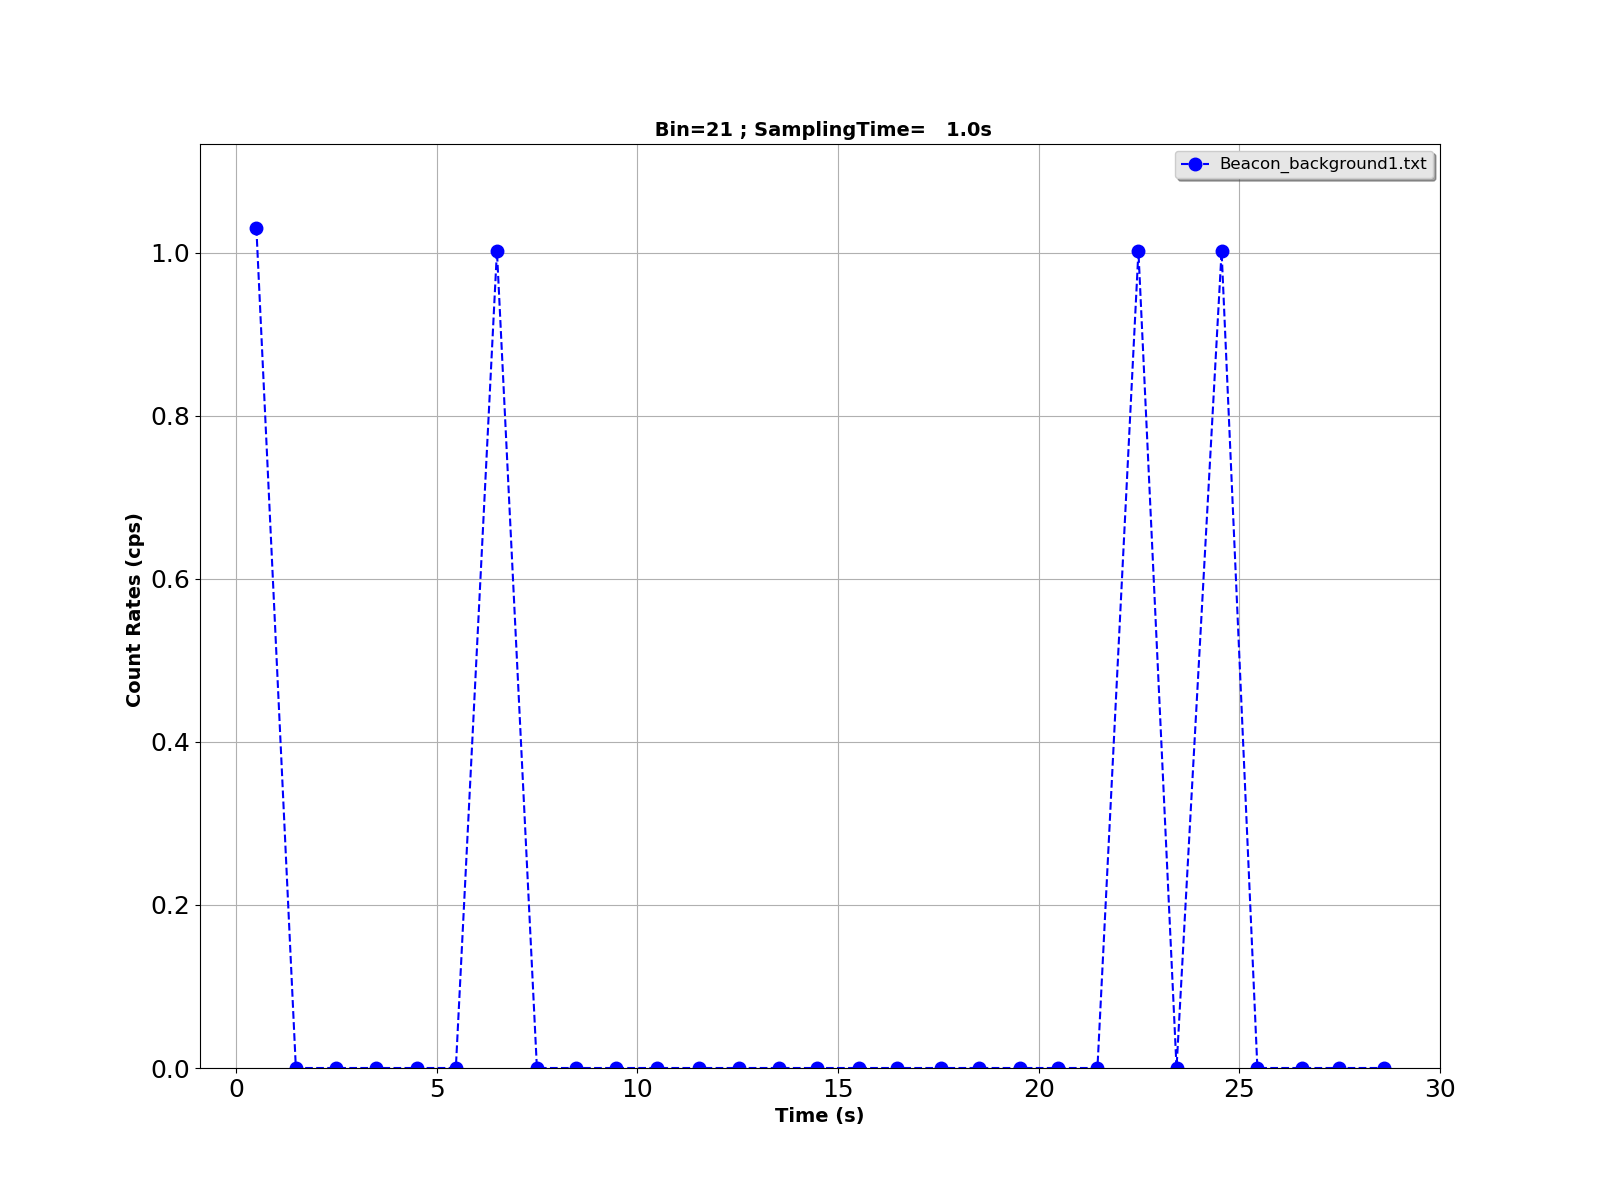 Bin=21 ; SamplingTime=   1.0s
Beacon_background1.txt
1.0
0.8
0.6
0.4
0.2
0.0
Count Rates (cps)
0 5 10 15 20 25 30
Time (s)